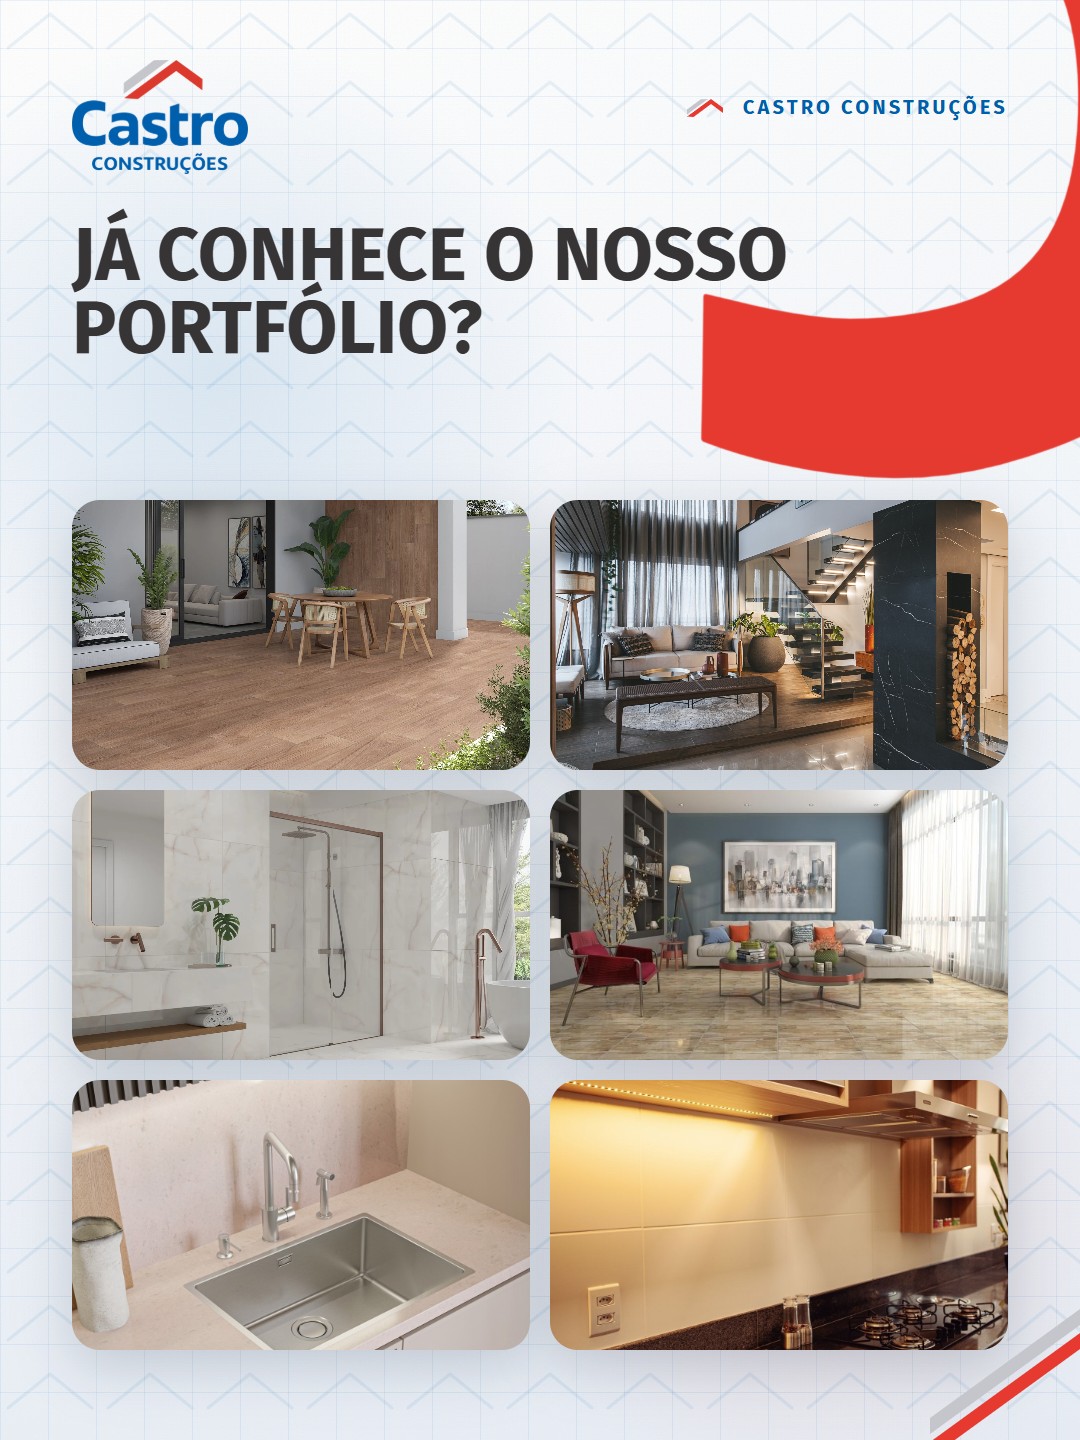 Castro
CONSTRUÇÕES
CASTRO CONSTRUÇÕES
JÁ CONHECE O NOSSO
PORTFÓLIO?